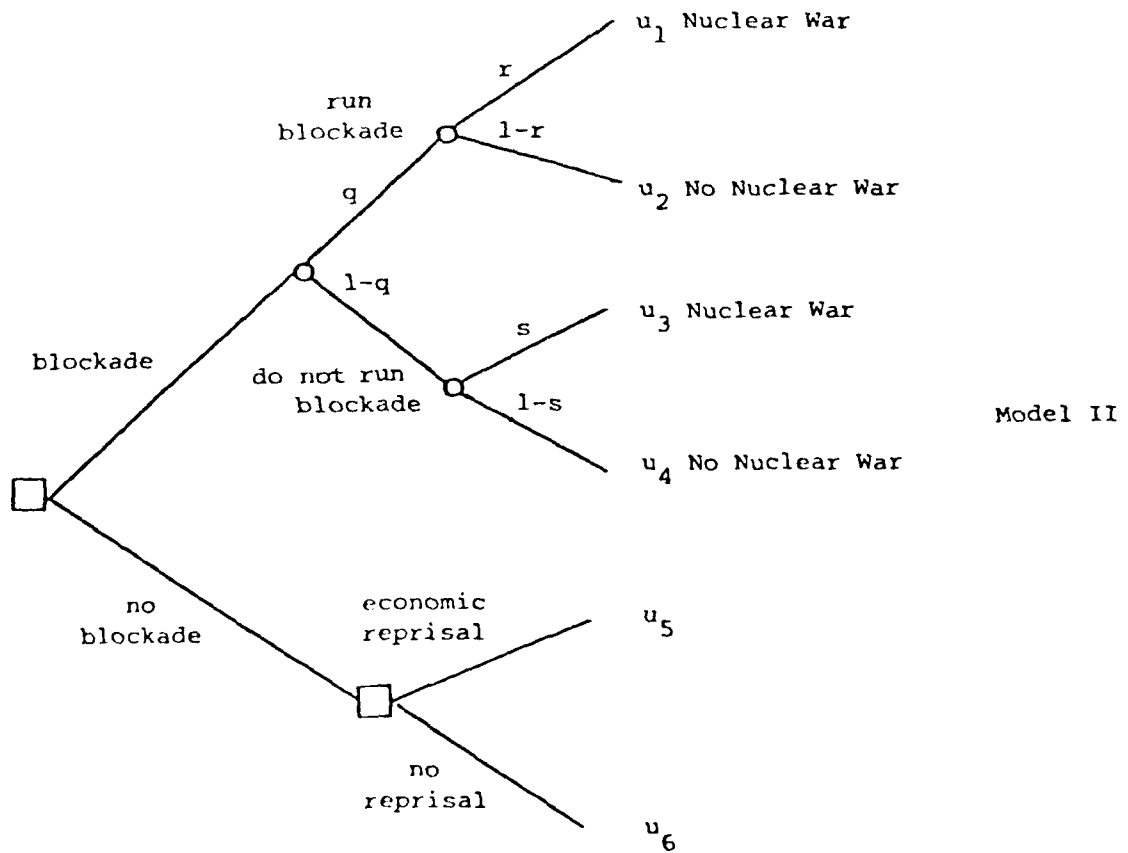 u1 Nuclear War
r
run
blockade
1-r
u2 No Nuclear War
q
1-q
u3 Nuclear War
s
blockade
do not run
blockade
1-s
Model II
u4 No Nuclear War
no
blockade
economic
reprisal
u5
no
reprisal
u6